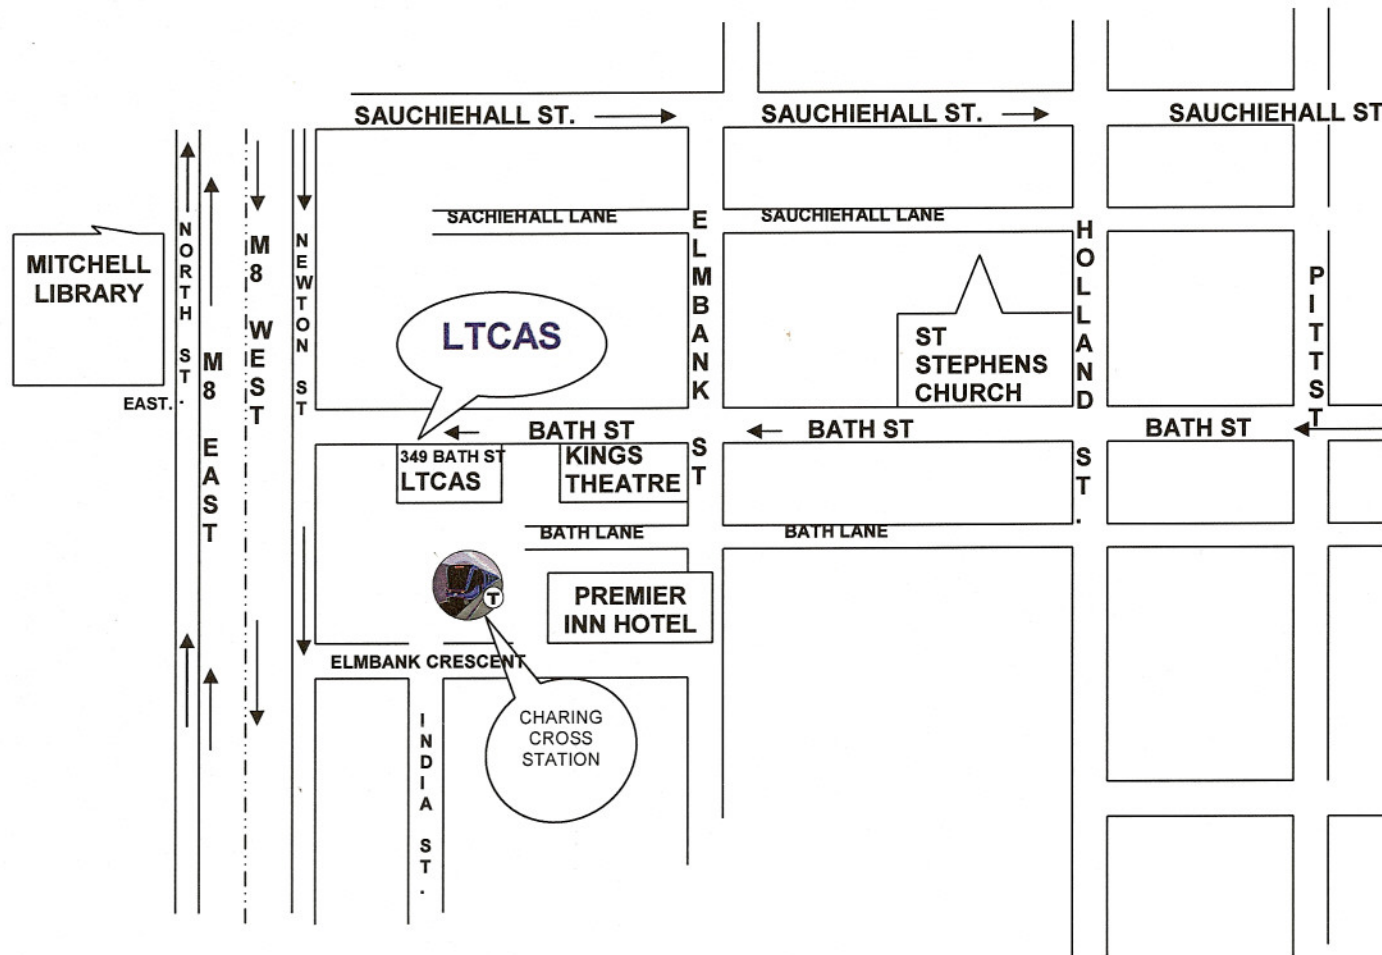 SAUCHIEHALL ST.
SAUCHIEHALL ST.
SAUCHIEHALL ST
SACHIEHALL LANE
SAUCHIEHALL LANE
MITCHELL
LIBRARY
EAST.
NORTH ST.
M8 EAST
M8 WEST
NEWTON ST
LTCAS
ELMBANK ST
ST
STEPHENS
CHURCH
HOLLAND ST.
PITTST
BATH ST
BATH ST
BATH ST
349 BATH ST
LTCAS
KINGS
THEATRE
BATH LANE
BATH LANE
T
PREMIER
INN HOTEL
ELMBANK CRESCENT
CHARING
CROSS
STATION
INDIA ST.